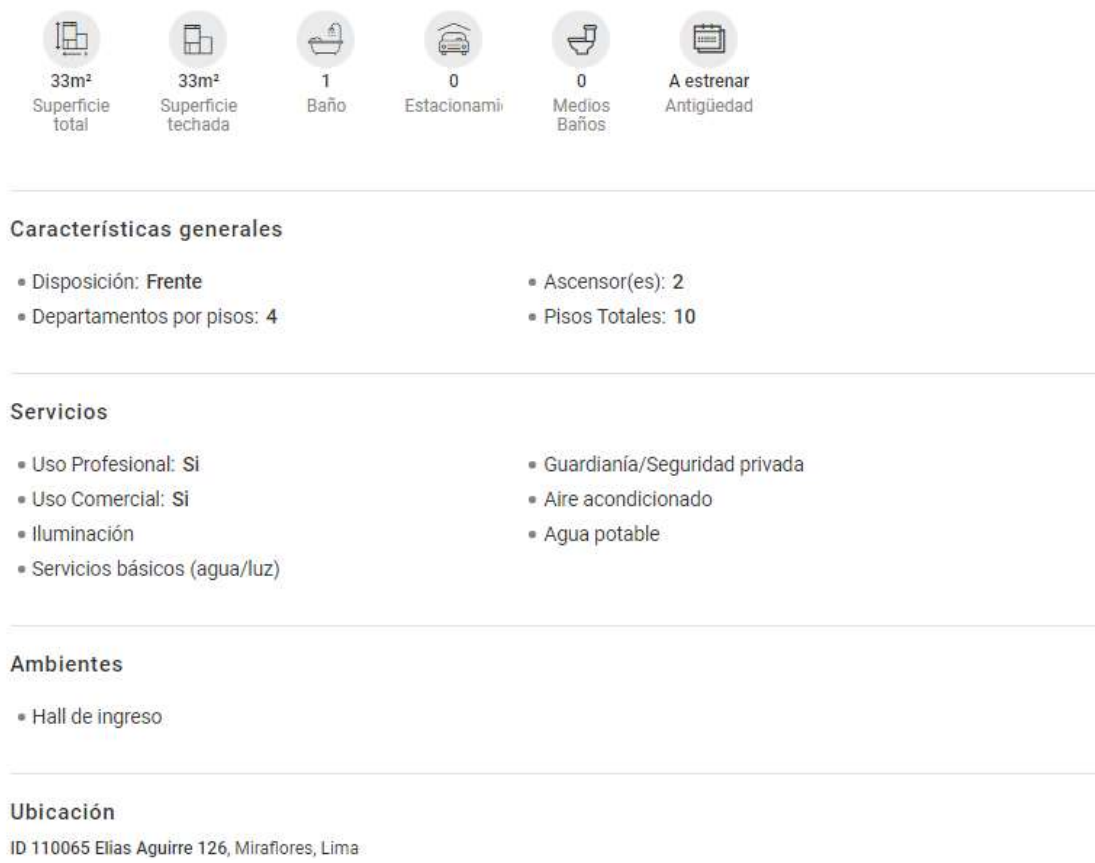 33m²
Superficie
total
33m²
Superficie
techada
1
Baño
0
Estacionami
0
Medios
Baños
A estrenar
Antigüedad
Características generales
Disposición: Frente
Departamentos por pisos: 4
Ascensor(es): 2
Pisos Totales: 10
Servicios
Uso Profesional: Si
Uso Comercial: Si
Iluminación
Servicios básicos (agua/luz)
Guardianía/Seguridad privada
Aire acondicionado
Agua potable
Ambientes
Hall de ingreso
Ubicación
ID 110065 Elias Aguirre 126, Miraflores, Lima